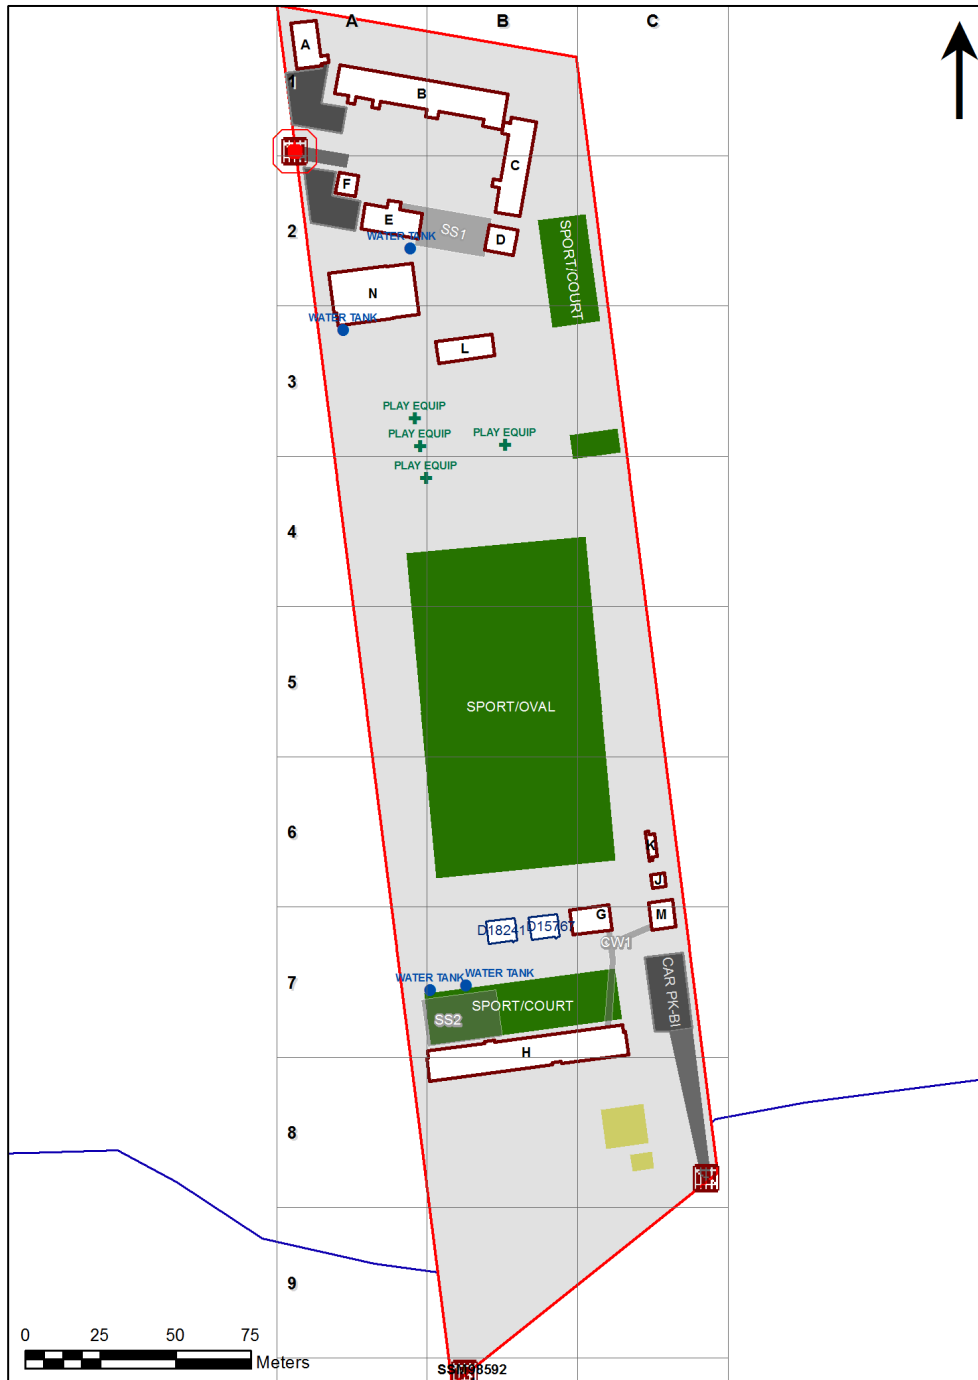 A B C
A
1
B
C
F
E
SS1
D
2
WATER TANK
SPORT/COURT
N
WATER TANK
L
3
PLAY EQUIP
PLAY EQUIP
PLAY EQUIP
PLAY EQUIP
4
5
SPORT/OVAL
6
K
J
G
M
D18241
D15767
CW1
CAR PK-BI
7
WATER TANK
WATER TANK
SPORT/COURT
SS2
H
8
9
0 25 50 75
Meters